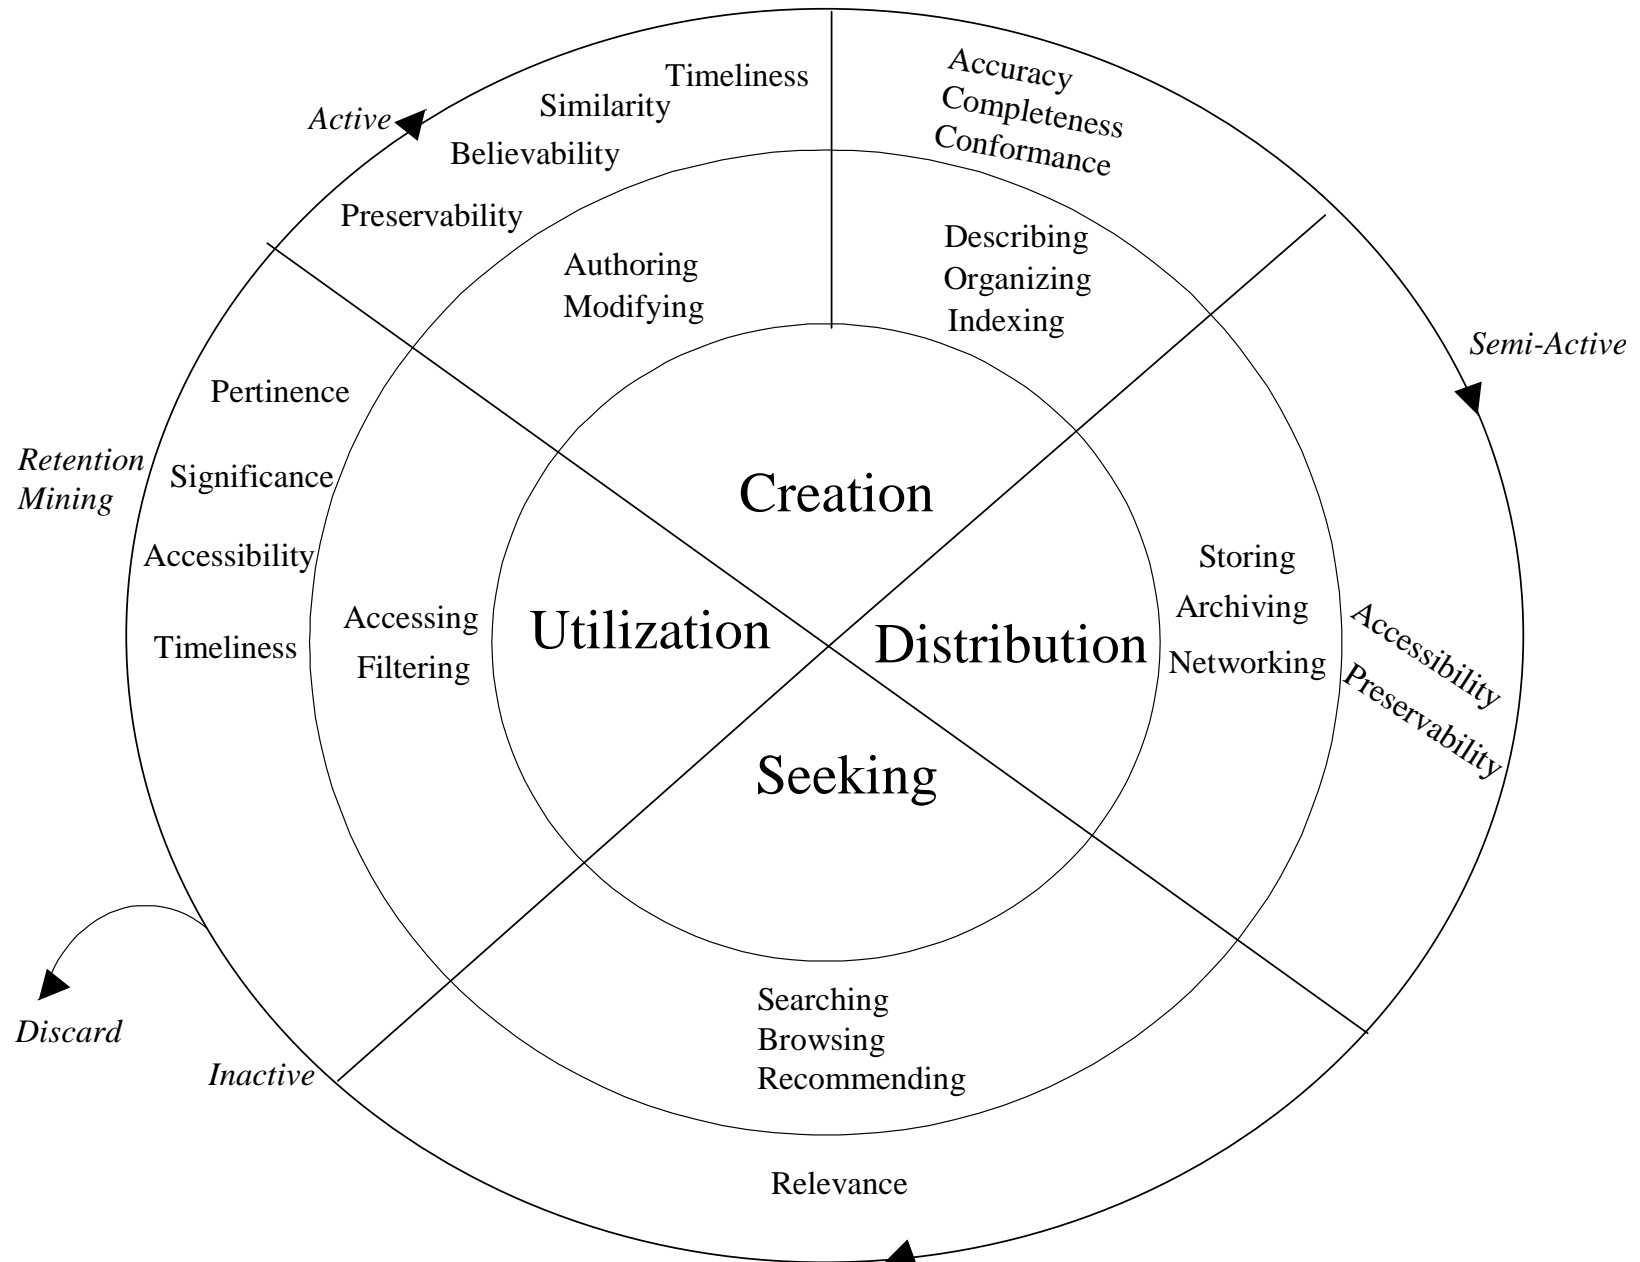 Timeliness
Similarity
Believability
Preservability
Active
Accuracy
Completeness
Conformance
Authoring
Modifying
Describing
Organizing
Indexing
Semi-Active
Pertinence
Significance
Accessibility
Timeliness
Retention
Mining
Creation
Utilization
Distribution
Seeking
Accessing
Filtering
Storing
Archiving
Networking
Accessibility
Preservability
Searching
Browsing
Recommending
Discard
Inactive
Relevance